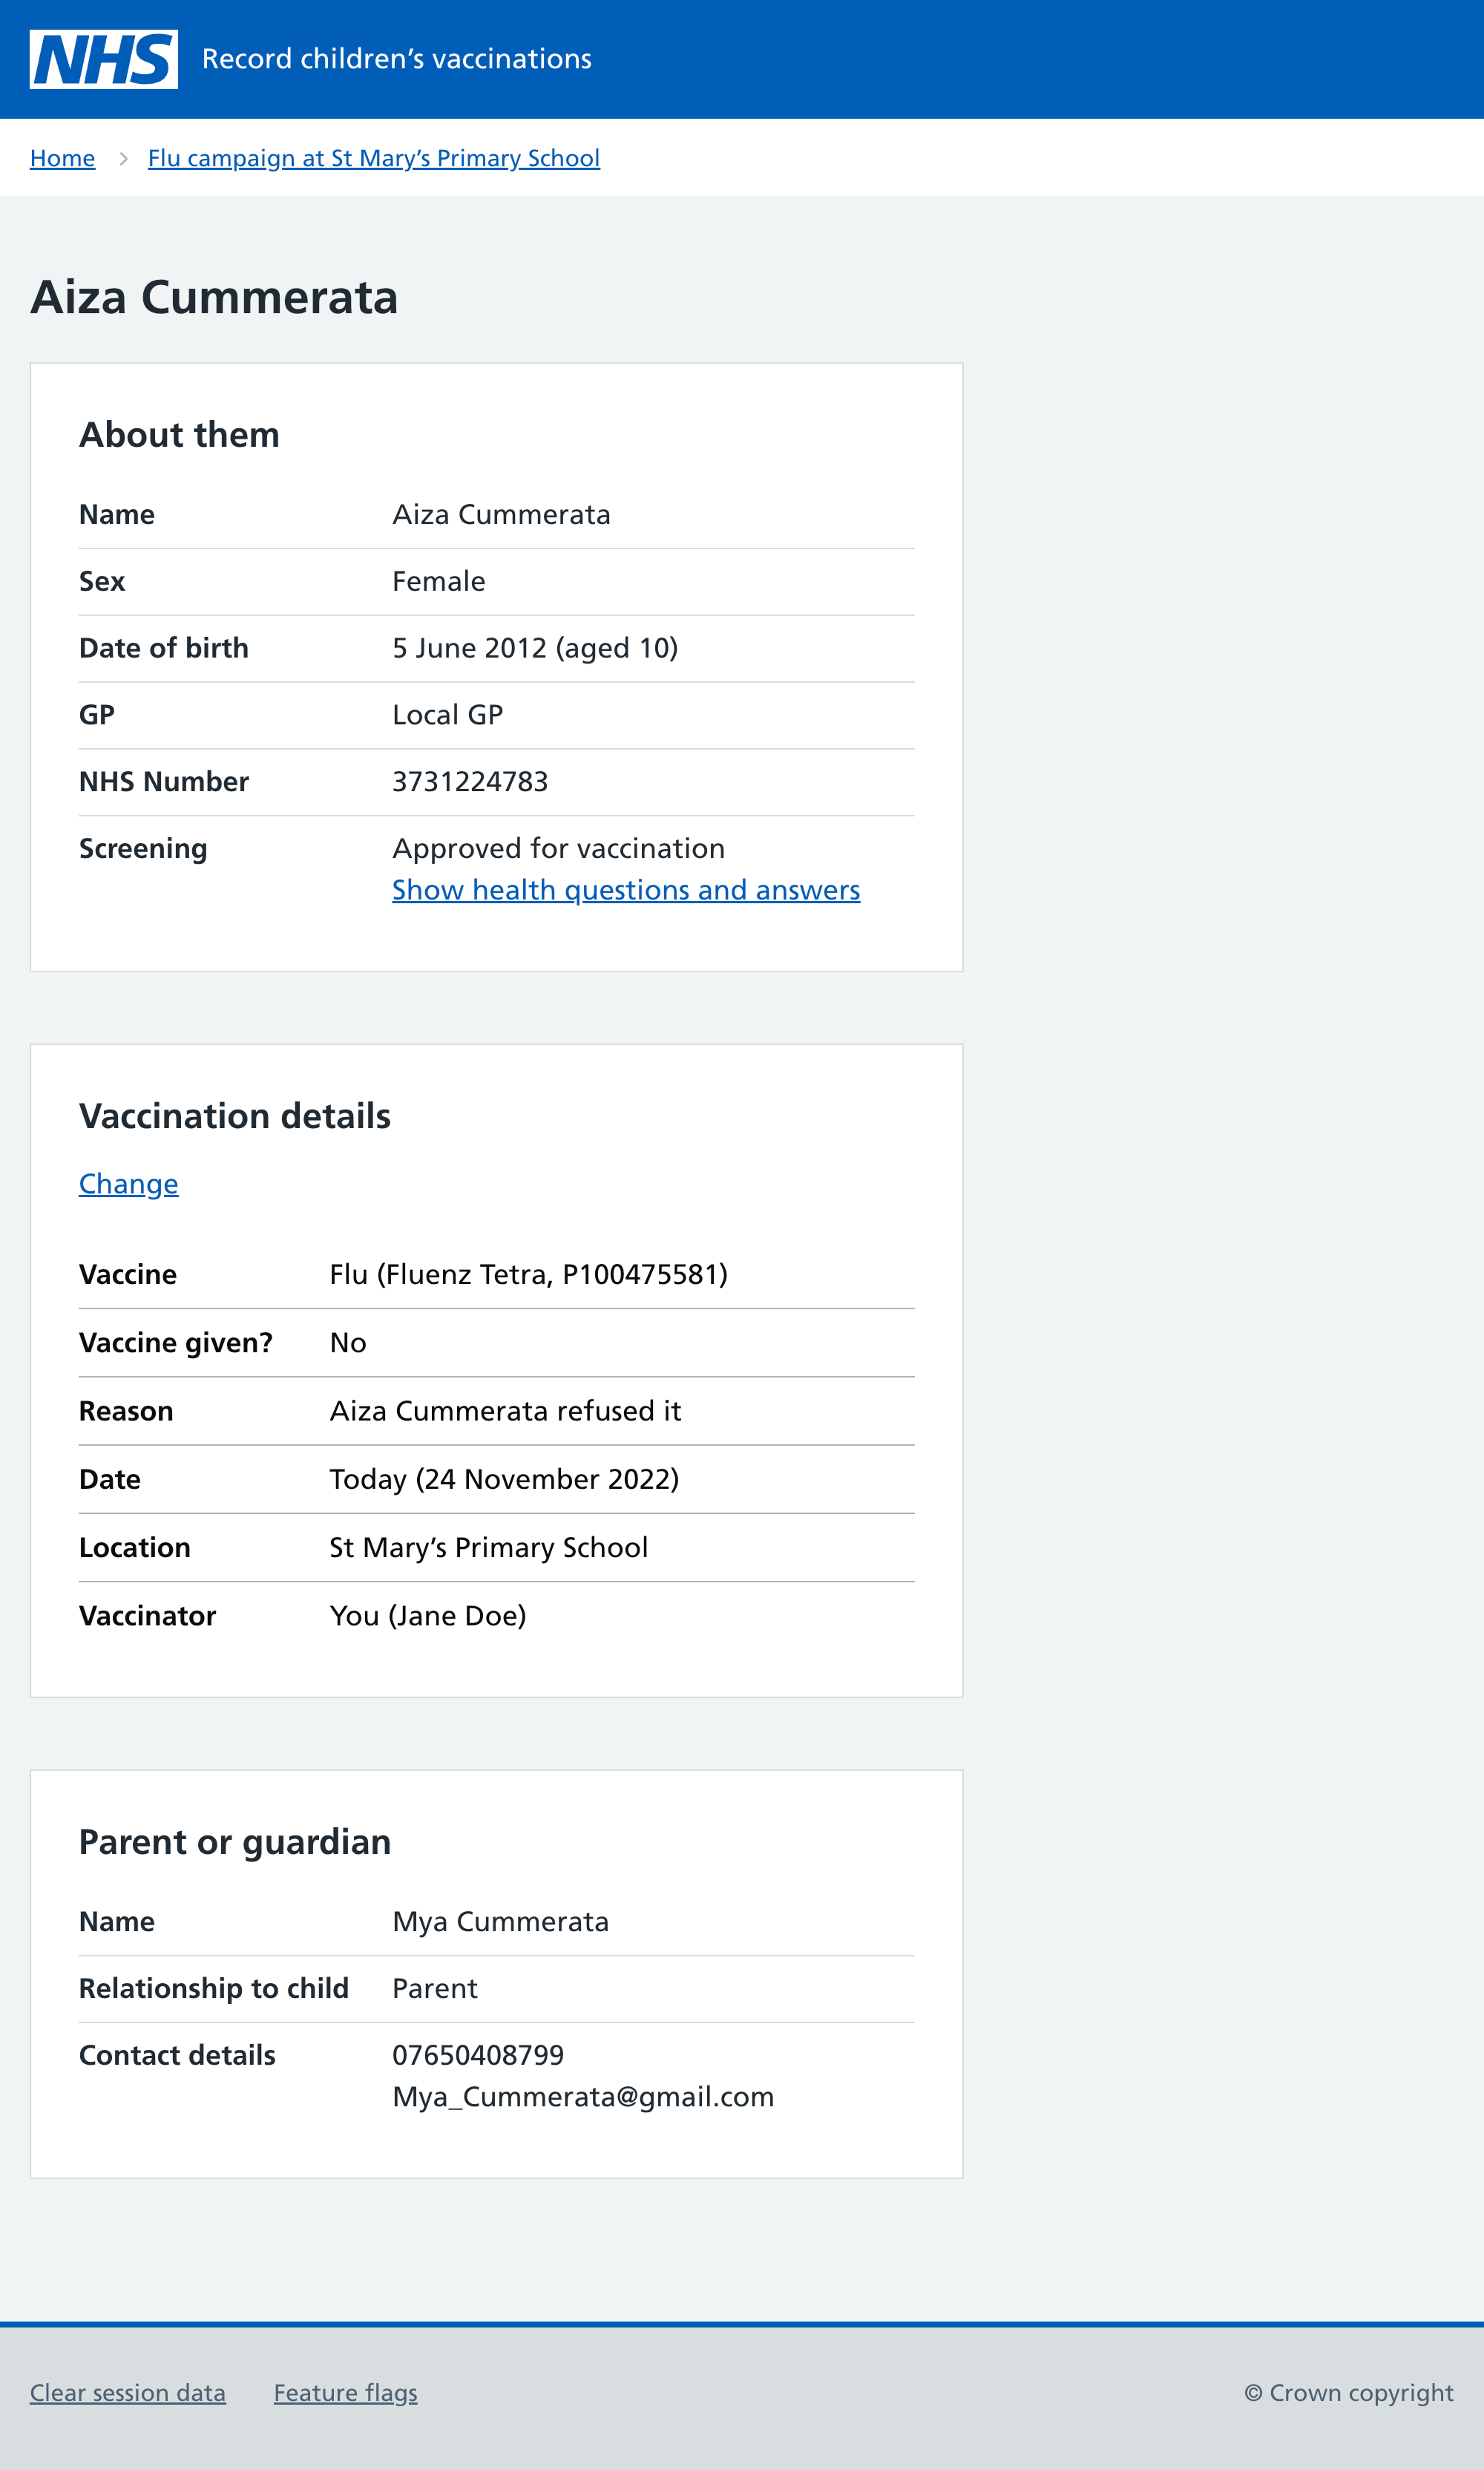 NHS Record children’s vaccinations
Home > Flu campaign at St Mary’s Primary School
Aiza Cummerata
About them
Name Aiza Cummerata
Sex Female
Date of birth 5 June 2012 (aged 10)
GP Local GP
NHS Number 3731224783
Screening Approved for vaccination
Show health questions and answers
Vaccination details
Change
Vaccine Flu (Fluenz Tetra, P100475581)
Vaccine given? No
Reason Aiza Cummerata refused it
Date Today (24 November 2022)
Location St Mary’s Primary School
Vaccinator You (Jane Doe)
Parent or guardian
Name Mya Cummerata
Relationship to child Parent
Contact details 07650408799
Mya_Cummerata@gmail.com
Clear session data Feature flags © Crown copyright